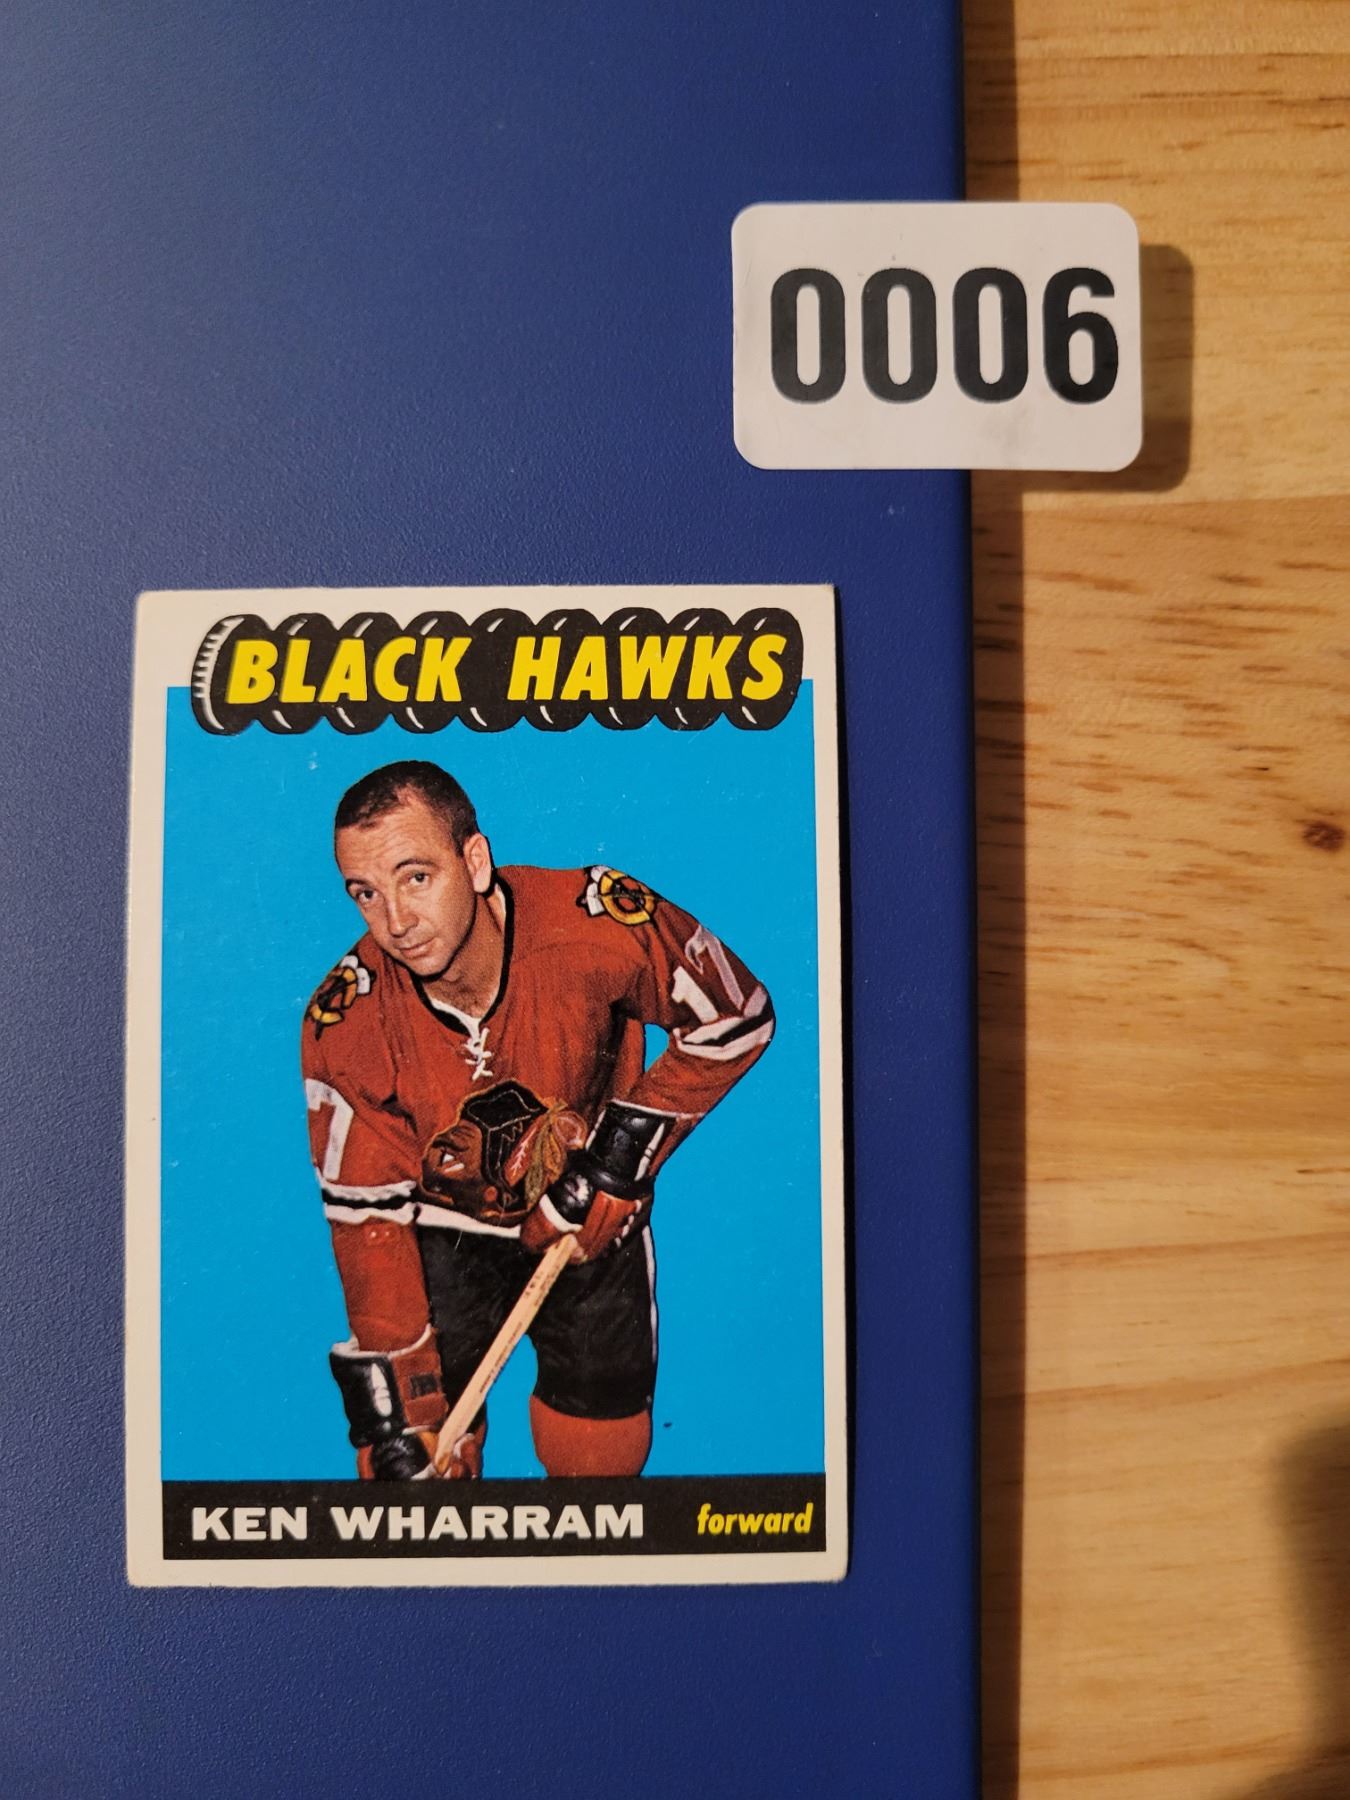 0006
BLACK HAWKS
17
17
KEN WHARRAM forward